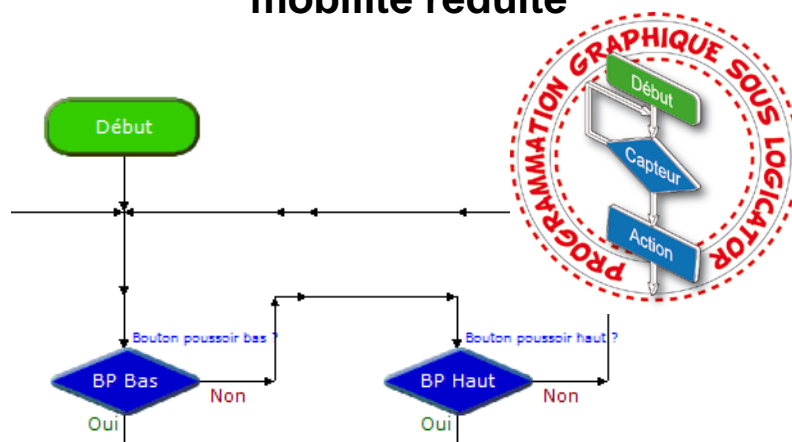 mobilité réduite
PROGRAMMATION GRAPHIQUE SOUS LOGICATOR
Début
Capteur
Action
Début
Bouton poussoir bas ?
Bouton poussoir haut ?
BP Bas
Non
BP Haut
Non
Oui
Oui